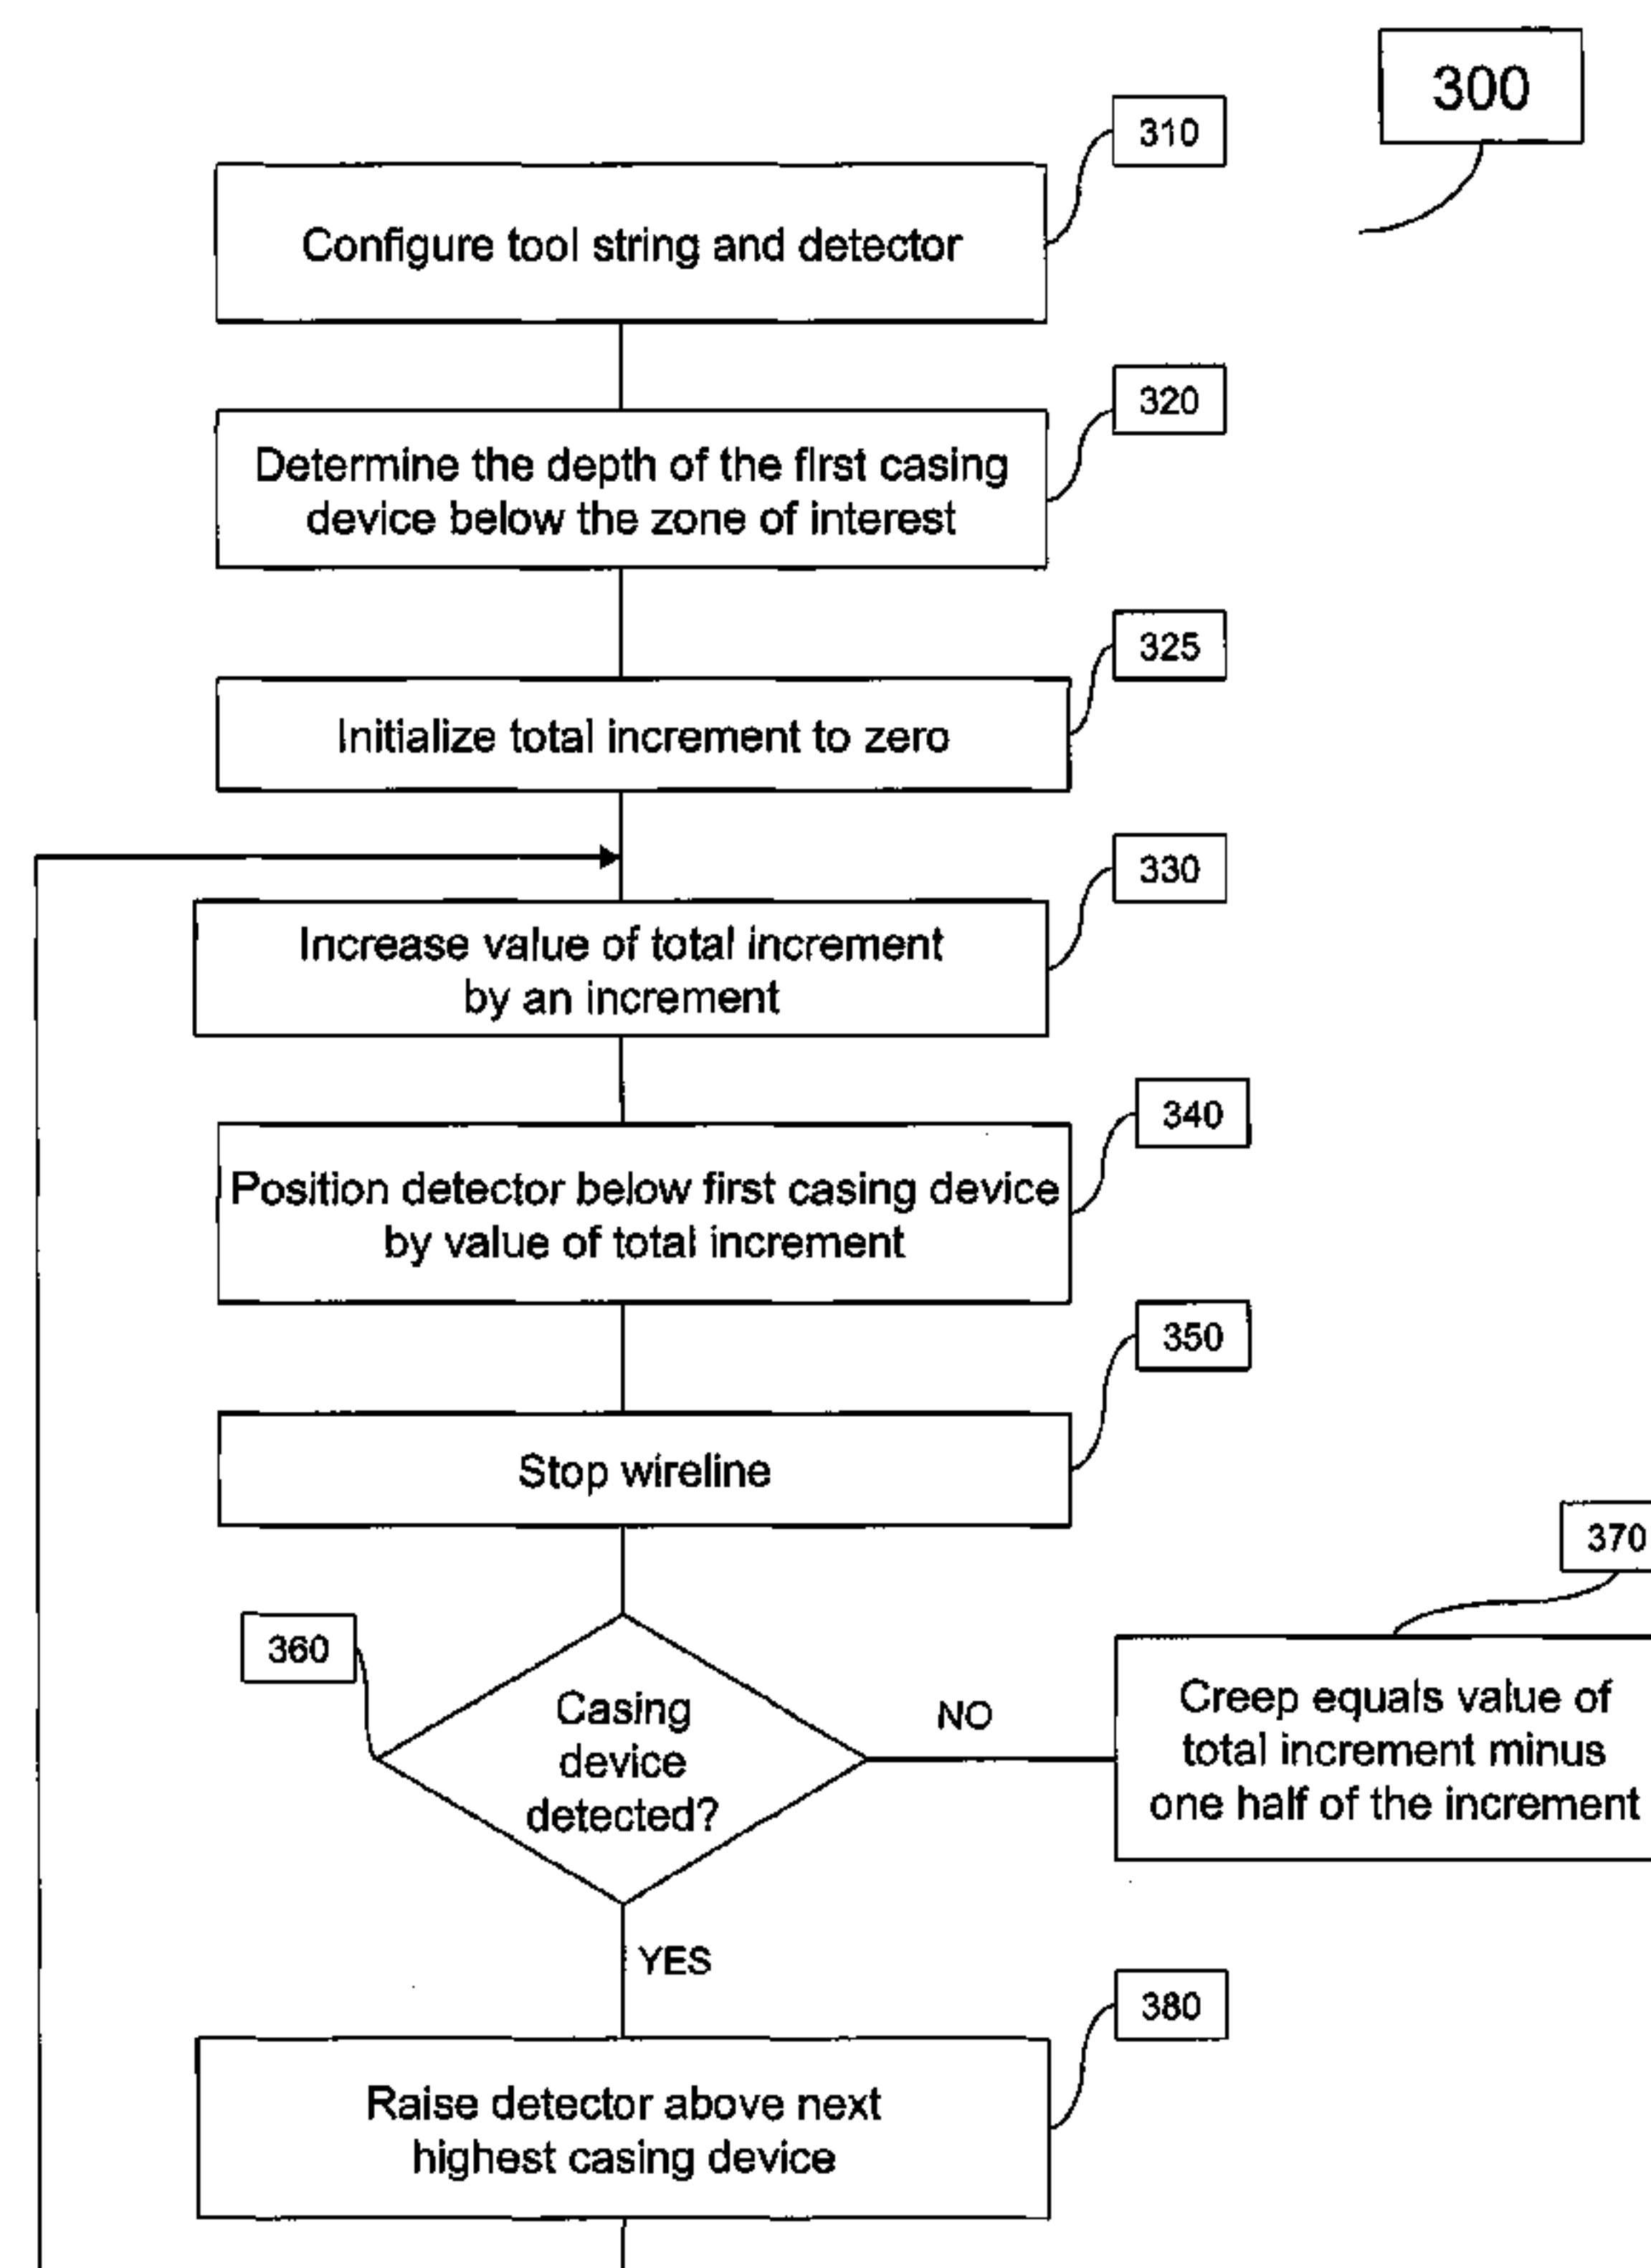 300
310
Configure tool string and detector
320
Determine the depth of the first casing
device below the zone of interest
325
Initialize total increment to zero
330
Increase value of total increment
by an increment
340
Position detector below first casing device
by value of total increment
350
Stop wireline
370
360
Casing
device
detected?
NO
Creep equals value of
total increment minus
one half of the increment
YES
380
Raise detector above next
highest casing device